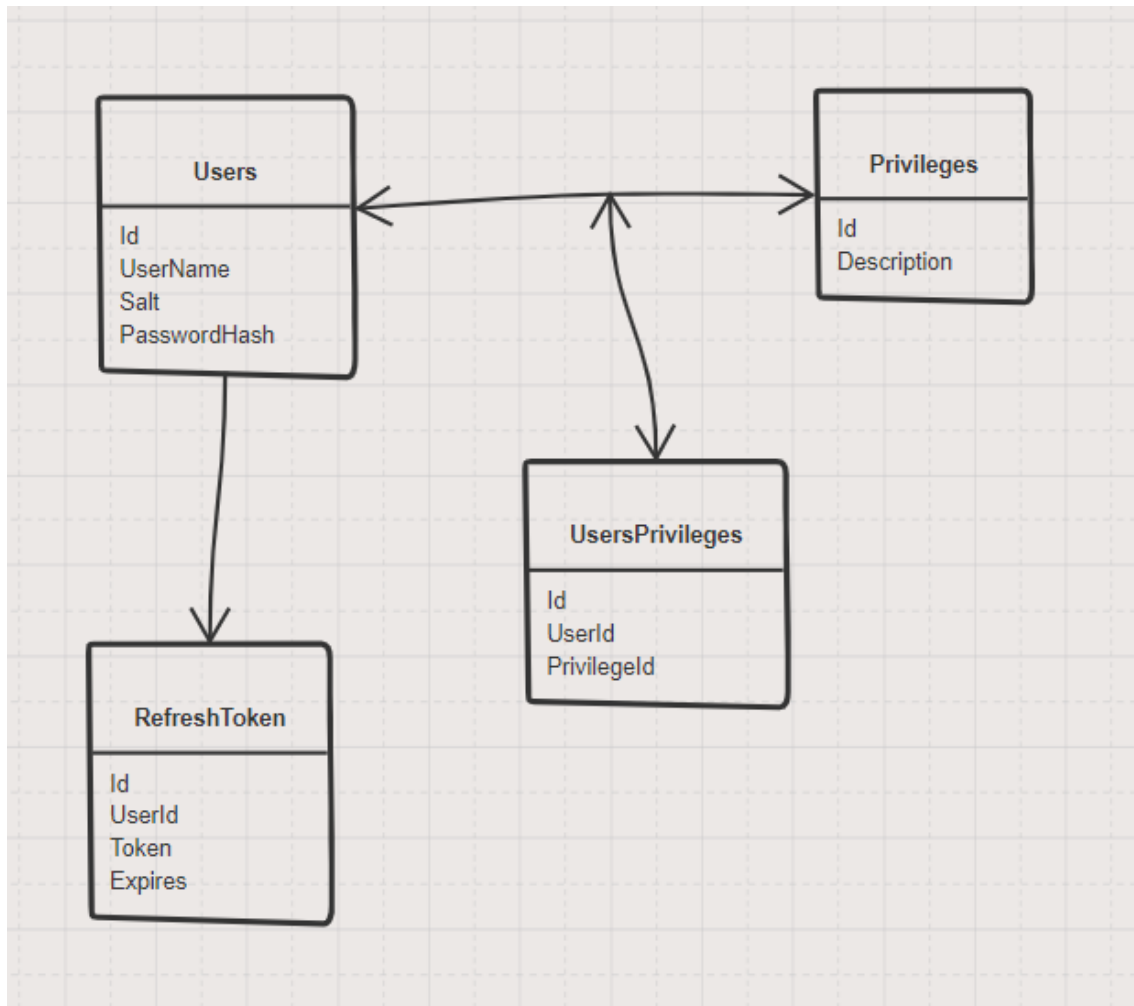 Users
Id
UserName
Salt
PasswordHash
Privileges
Id
Description
UsersPrivileges
Id
UserId
PrivilegeId
RefreshToken
Id
UserId
Token
Expires